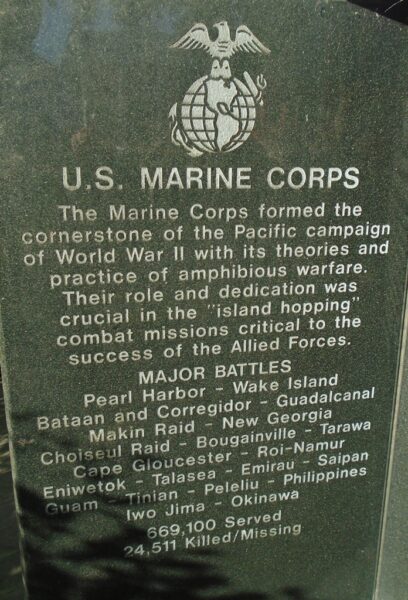 U.S. MARINE CORPS
The Marine Corps formed the
cornerstone of the Pacific campaign
of World War II with its theories and
practice of amphibious warfare.
Their role and dedication was
crucial in the "island hopping"
combat missions critical to the
success of the Allied Forces.
MAJOR BATTLES
Pearl Harbor - Wake Island
Bataan and Corregidor - Guadalcanal
Makin Raid - New Georgia
Choiseul Raid - Bougainville - Tarawa
Cape Gloucester - Roi-Namur
Eniwetok - Talasea - Emirau - Saipan
Guam - Tinian - Peleliu - Philippines
Iwo Jima - Okinawa
669,100 Served
24,511 Killed/Missing